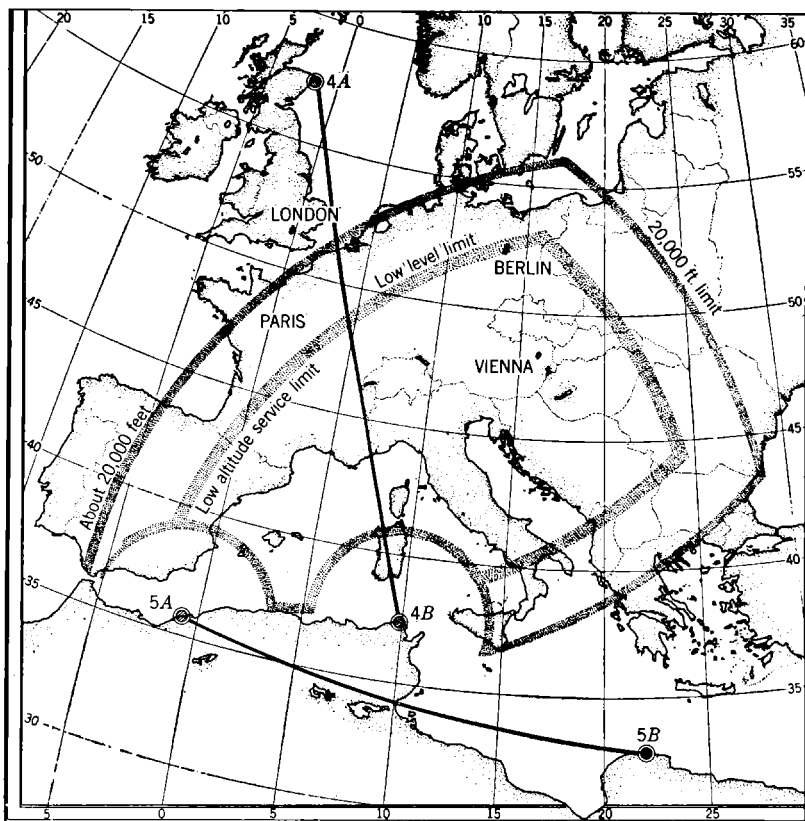 20 15 10 5 0 5 10 15 20 25 30 35
60
4A
50
55
LONDON
20,000 ft limit
Low level limit
BERLIN
45
50
PARIS
VIENNA
About 20,000 feet
Low altitude service limit
45
40
40
35
5A
4B
35
30
5B
5 0 5 10 15 20 25